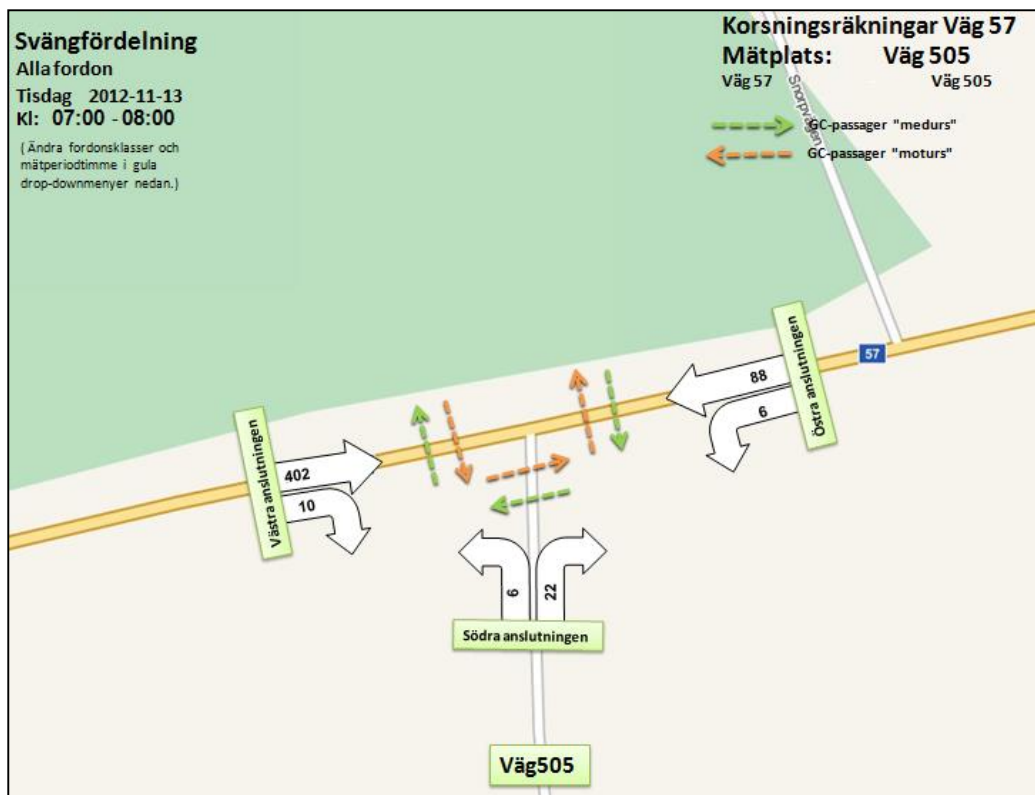 Svängfördelning
Alla fordon
Tisdag 2012-11-13
Kl: 07:00 - 08:00
( Ändra fordonsklasser och
mätperiodtimme i gula
drop-downmenyer nedan.)
Korsningsräkningar Väg 57
Mätplats: Väg 505
Väg 57 Väg 505
Snorpvägen
GC-passager "medurs"
GC-passager "moturs"
57
Östra anslutningen
88
6
Västra anslutningen
402
10
6
22
Södra anslutningen
Väg505